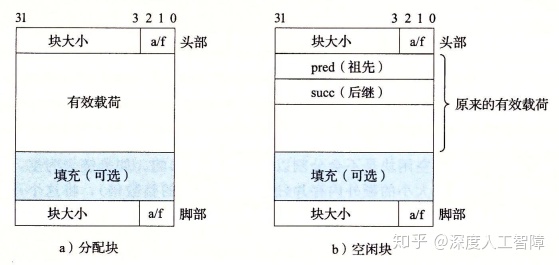 31 3 2 1 0
块大小 a/f 头部
有效载荷
填充（可选）
块大小 a/f 脚部
a）分配块
31 3 2 1 0
块大小 a/f 头部
pred（祖先）
succ（后继）
原来的有效载荷
填充（可选）
块大小 a/f 脚部
b）空闲块
知乎 @深度人工智障